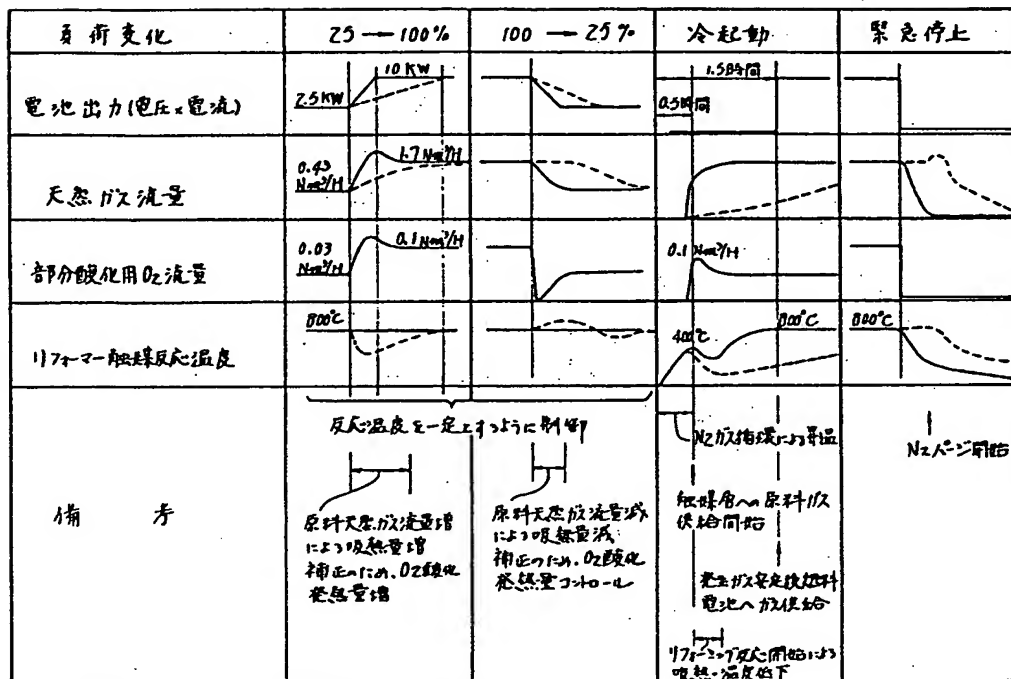 負荷変化 25 → 100% 100 → 25% 冷起動 緊急停止
電池出力(電圧×電流)
2.5KW
10KW
1.5時間
0.5時間
天然ガス流量
0.43 Nm³/H
1.7 Nm³/H
部分酸化用O₂流量
0.03 Nm³/H
0.1 Nm³/H
0.1 Nm³/H
リフォーマー触媒反応温度
800℃
400℃
800℃
800℃
備考
反応温度を一定とするように制御
原料天然ガス流量増
による吸熱量増
補正のため、O₂酸化
発熱量増
原料天然ガス流量減
による吸熱量減
補正のため、O₂酸化
発熱量コントロール
N₂ガス循環による昇温
触媒層への原料ガス
供給開始
発生ガス安定後燃料
電池へガス供給
リフォーミング反応開始による
吸熱・温度低下
N₂パージ開始